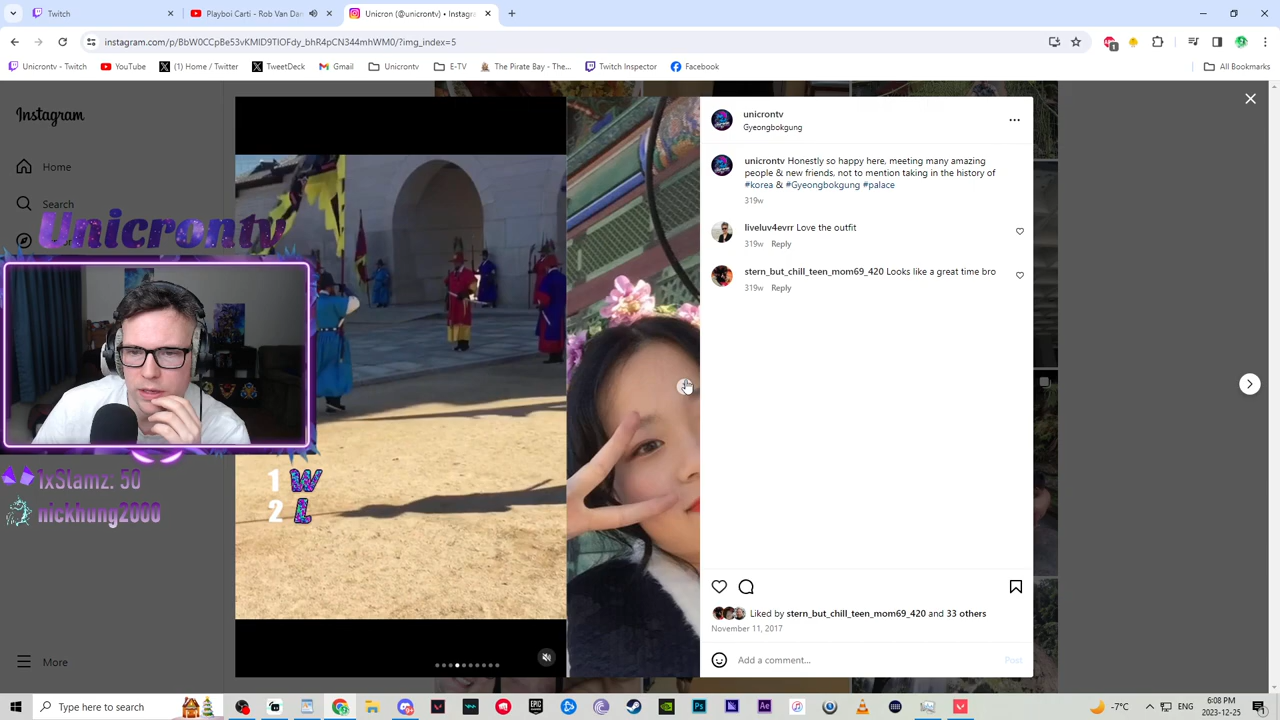 Twitch
Playboi Carti - Rob Van Da
Unicron (@unicrontv) • Instagra
instagram.com/p/BbW0CCpBe53vKMlD9TlOFdy_bhR4pCN344mhWM0/?img_index=5
1
Unicrontv - Twitch
YouTube
(1) Home / Twitter
TweetDeck
Gmail
Unicrontv
E-TV
The Pirate Bay - The...
Twitch Inspector
Facebook
All Bookmarks
Instagram
Home
Search
Unicrontv
1xSlamz: 50
nickhung2000
1 W
2 L
More
unicrontv
Gyeongbokgung
unicrontv Honestly so happy here, meeting many amazing
people & new friends, not to mention taking in the history of
#korea & #Gyeongbokgung #palace
319w
liveluv4evrr Love the outfit
319w Reply
stern_but_chill_teen_mom69_420 Looks like a great time bro
319w Reply
Liked by stern_but_chill_teen_mom69_420 and 33 others
November 11, 2017
Add a comment...
Post
Type here to search
-7°C
ENG
6:08 PM
2023-12-25